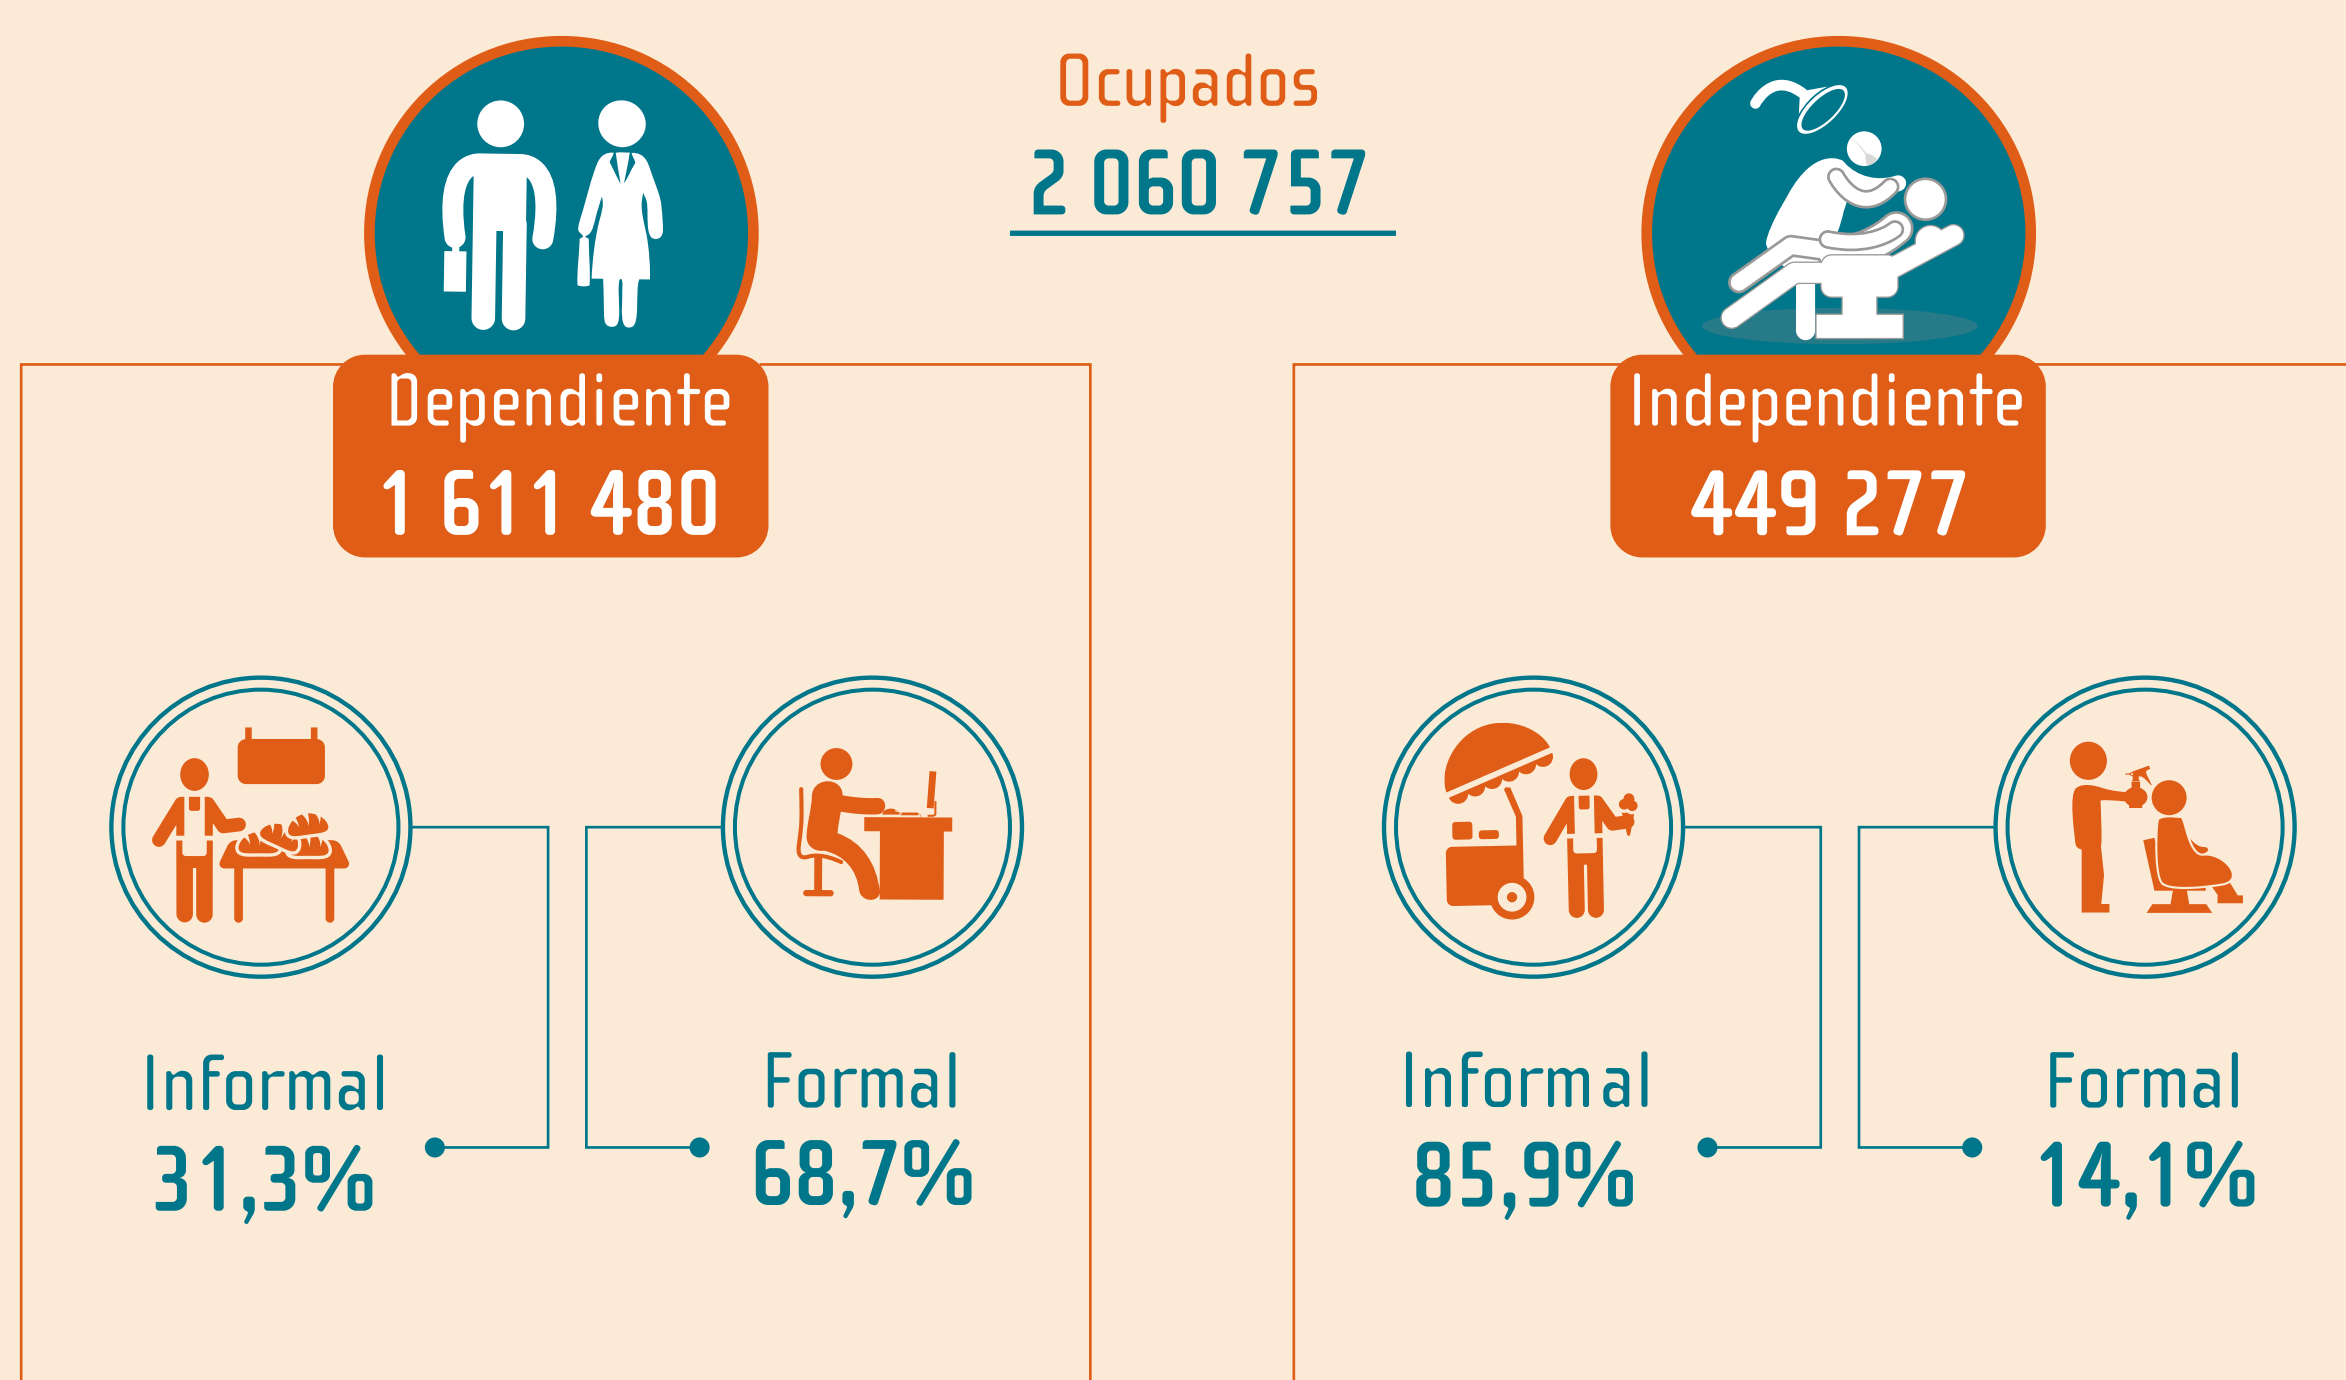 Ocupados
2 060 757
Dependiente
1 611 480
Informal
31,3%
Formal
68,7%
Independiente
449 277
Informal
85,9%
Formal
14,1%